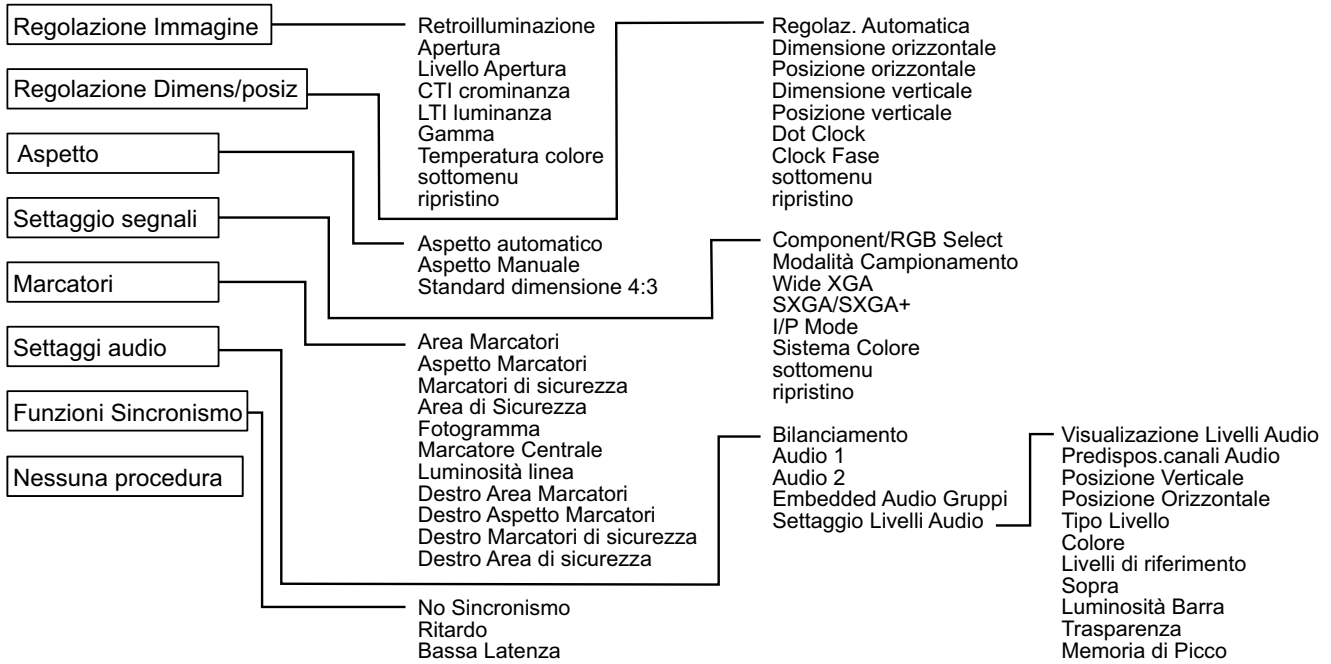 Regolazione Immagine
Regolazione Dimens/posiz
Aspetto
Settaggio segnali
Marcatori
Settaggi audio
Funzioni Sincronismo
Nessuna procedura
Retroilluminazione
Apertura
Livello Apertura
CTI crominanza
LTI luminanza
Gamma
Temperatura colore
sottomenu
ripristino
Aspetto automatico
Aspetto Manuale
Standard dimensione 4:3
Area Marcatori
Aspetto Marcatori
Marcatori di sicurezza
Area di Sicurezza
Fotogramma
Marcatore Centrale
Luminosità linea
Destro Area Marcatori
Destro Aspetto Marcatori
Destro Marcatori di sicurezza
Destro Area di sicurezza
No Sincronismo
Ritardo
Bassa Latenza
Regolaz. Automatica
Dimensione orizzontale
Posizione orizzontale
Dimensione verticale
Posizione verticale
Dot Clock
Clock Fase
sottomenu
ripristino
Component/RGB Select
Modalità Campionamento
Wide XGA
SXGA/SXGA+
I/P Mode
Sistema Colore
sottomenu
ripristino
Bilanciamento
Audio 1
Audio 2
Embedded Audio Gruppi
Settaggio Livelli Audio
Visualizazione Livelli Audio
Predispos.canali Audio
Posizione Verticale
Posizione Orizzontale
Tipo Livello
Colore
Livelli di riferimento
Sopra
Luminosità Barra
Trasparenza
Memoria di Picco